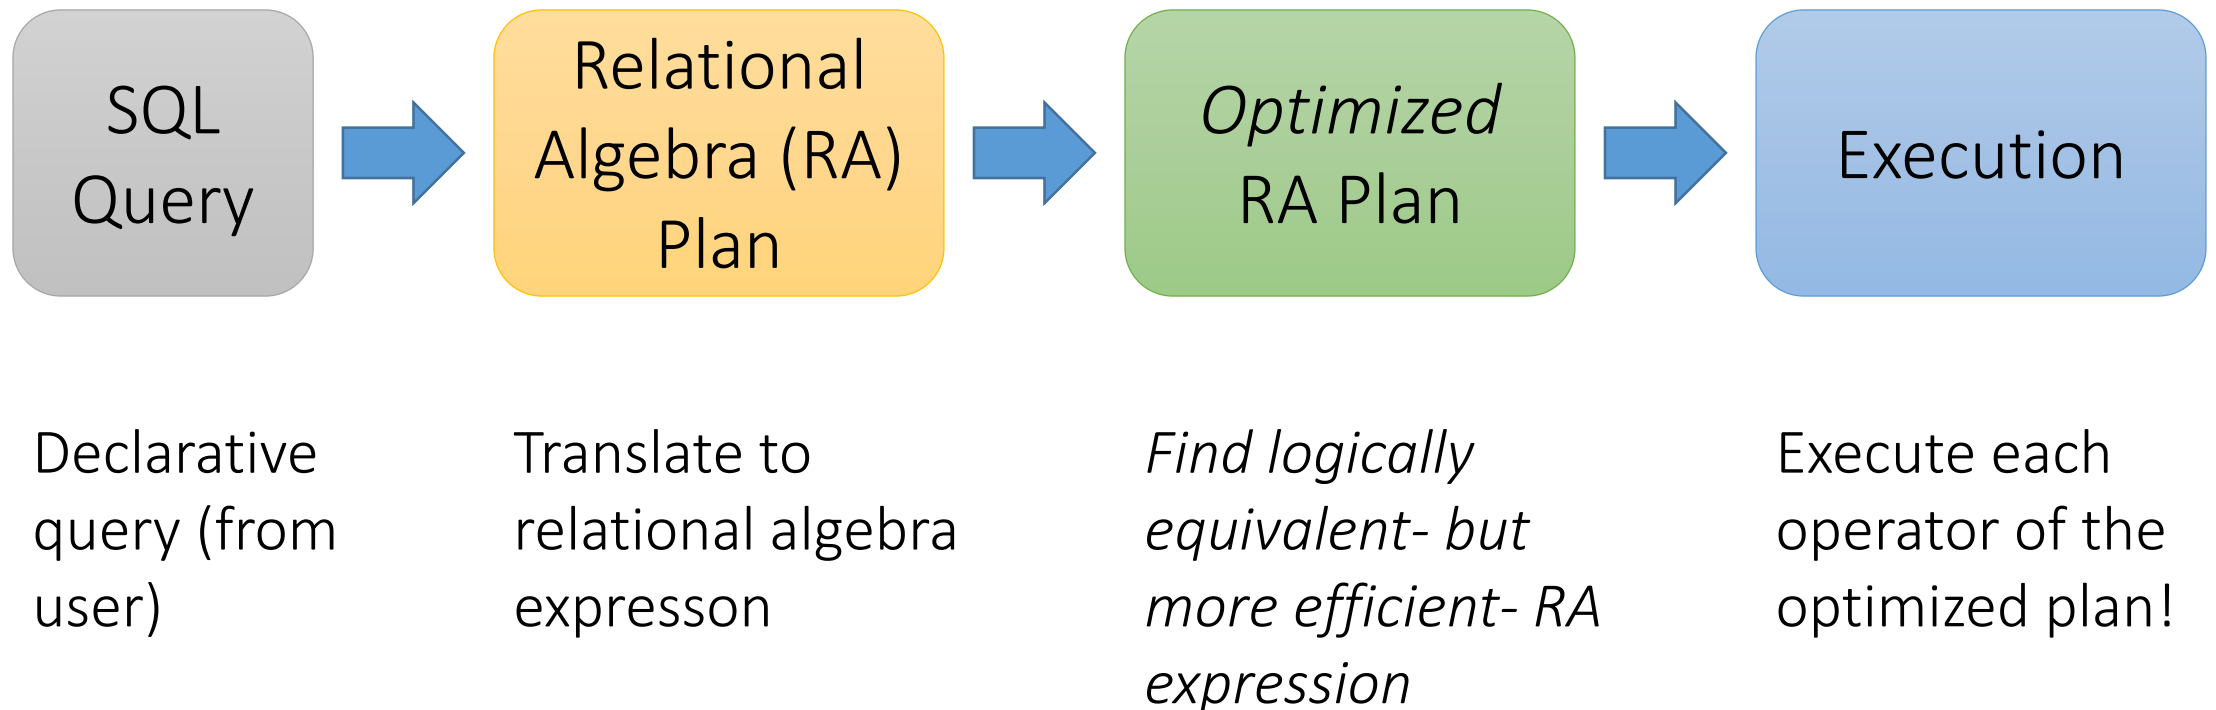 SQL
Query
Relational
Algebra (RA)
Plan
Optimized
RA Plan
Execution
Declarative
query (from
user)
Translate to
relational algebra
expresson
Find logically
equivalent- but
more efficient- RA
expression
Execute each
operator of the
optimized plan!